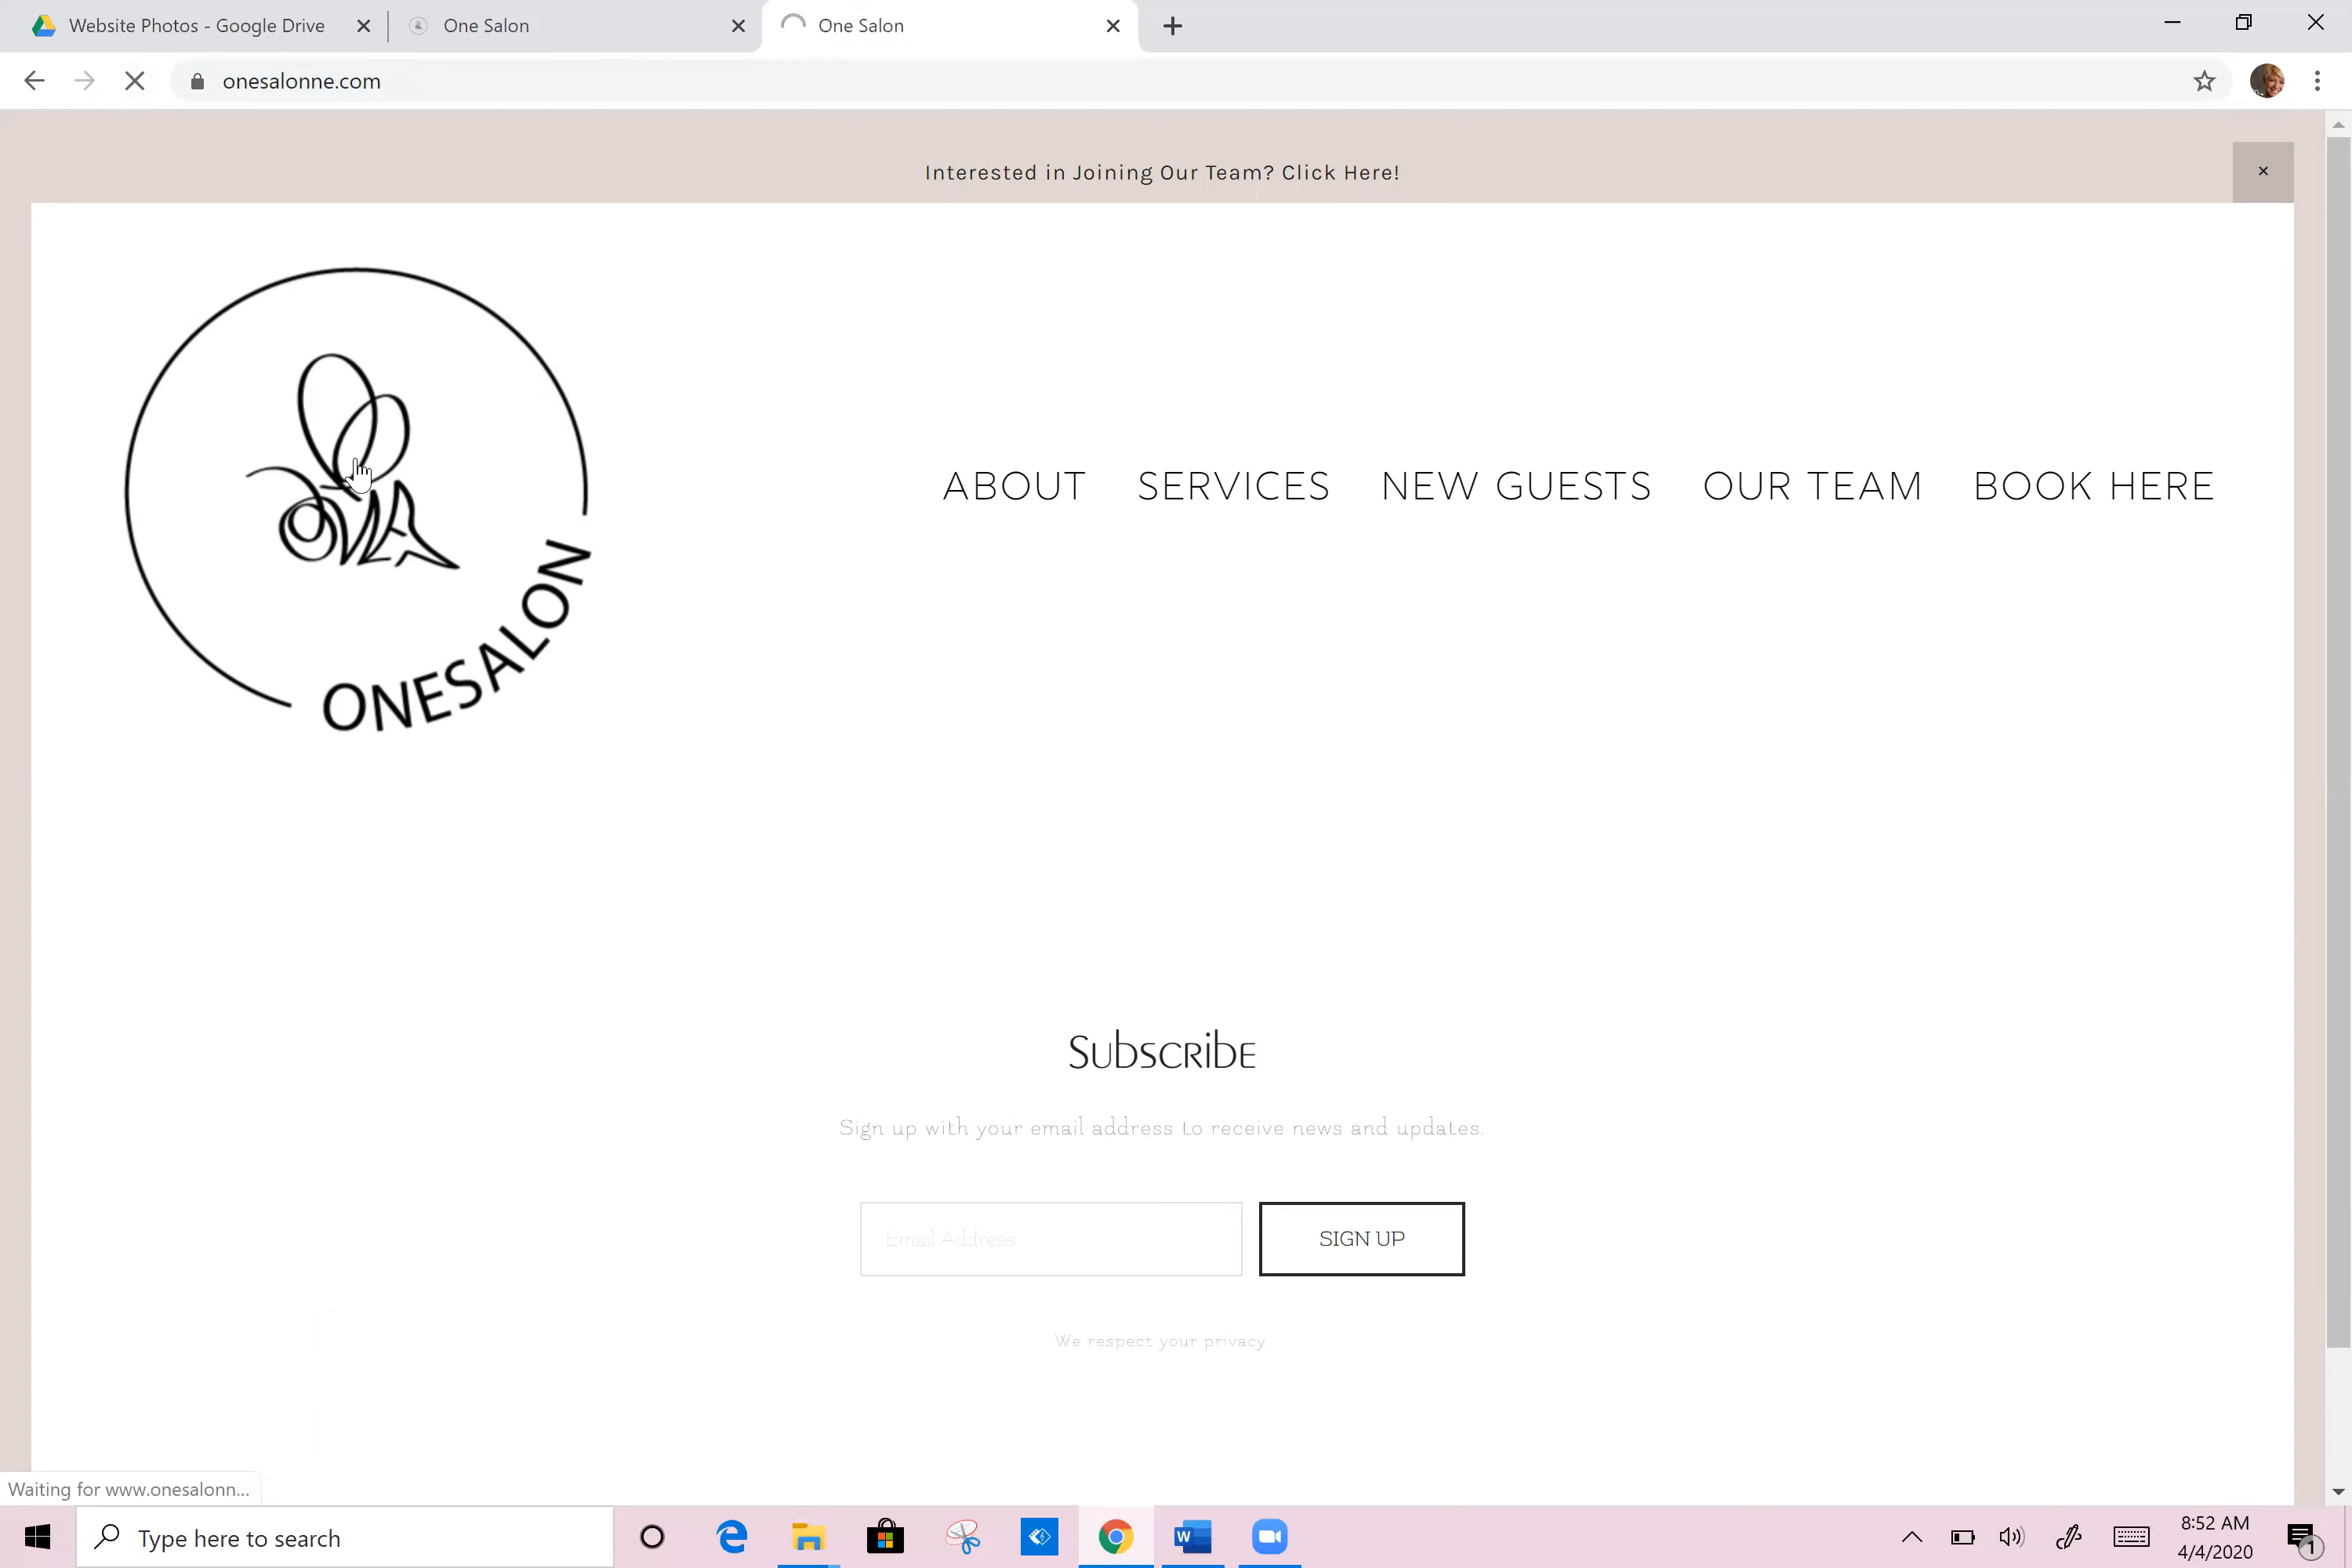 Website Photos - Google Drive
One Salon
One Salon
onesalonne.com
Interested in Joining Our Team? Click Here!
ONESALON
ABOUT SERVICES NEW GUESTS OUR TEAM BOOK HERE
Subscribe
Sign up with your email address to receive news and updates.
Email Address
SIGN UP
We respect your privacy
Waiting for www.onesalonn...
Type here to search
W
8:52 AM
4/4/2020
1